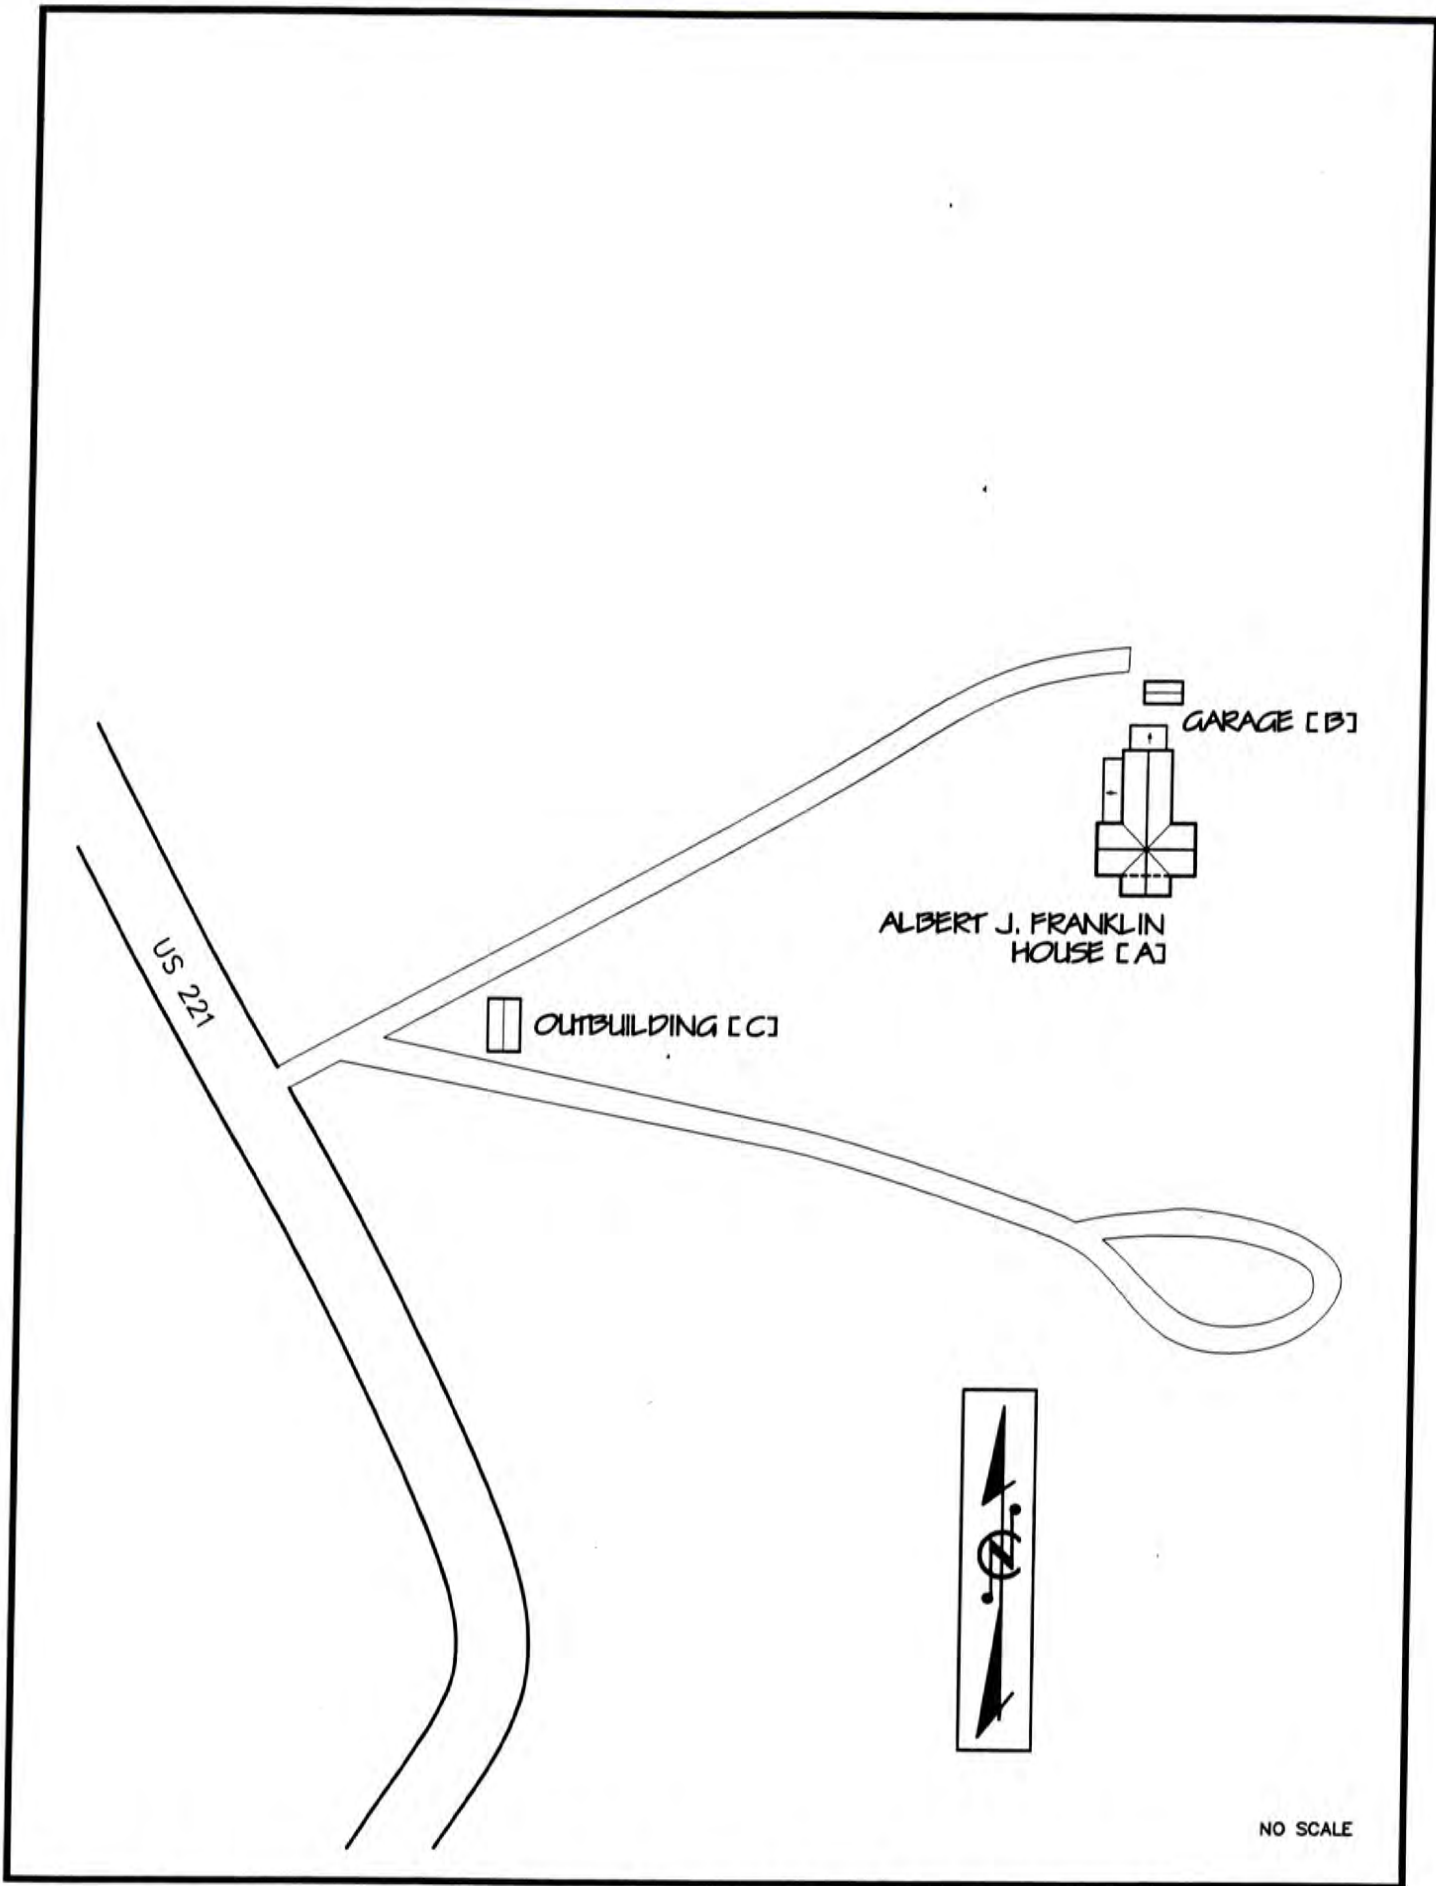 GARAGE [B]
ALBERT J. FRANKLIN
HOUSE [A]
US 221
OUTBUILDING [C]
N
NO SCALE